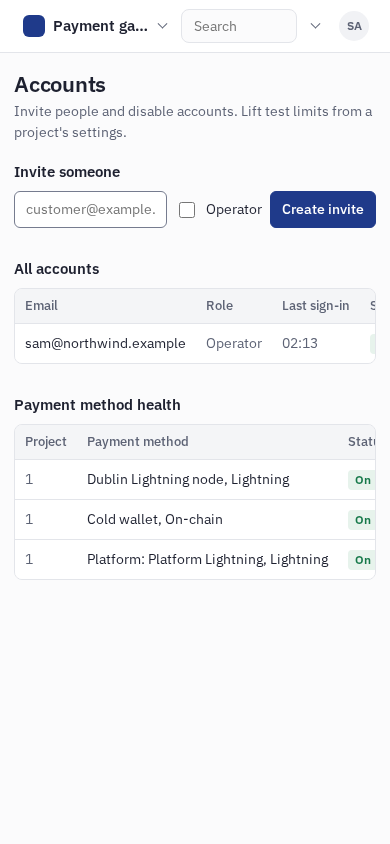 Payment ga...
Search
SA
Accounts
Invite people and disable accounts. Lift test limits from a
project's settings.
Invite someone
customer@example.
Operator
Create invite
All accounts
Email Role Last sign-in S
sam@northwind.example Operator 02:13
Payment method health
Project Payment method Statu
1 Dublin Lightning node, Lightning On
1 Cold wallet, On-chain On
1 Platform: Platform Lightning, Lightning On